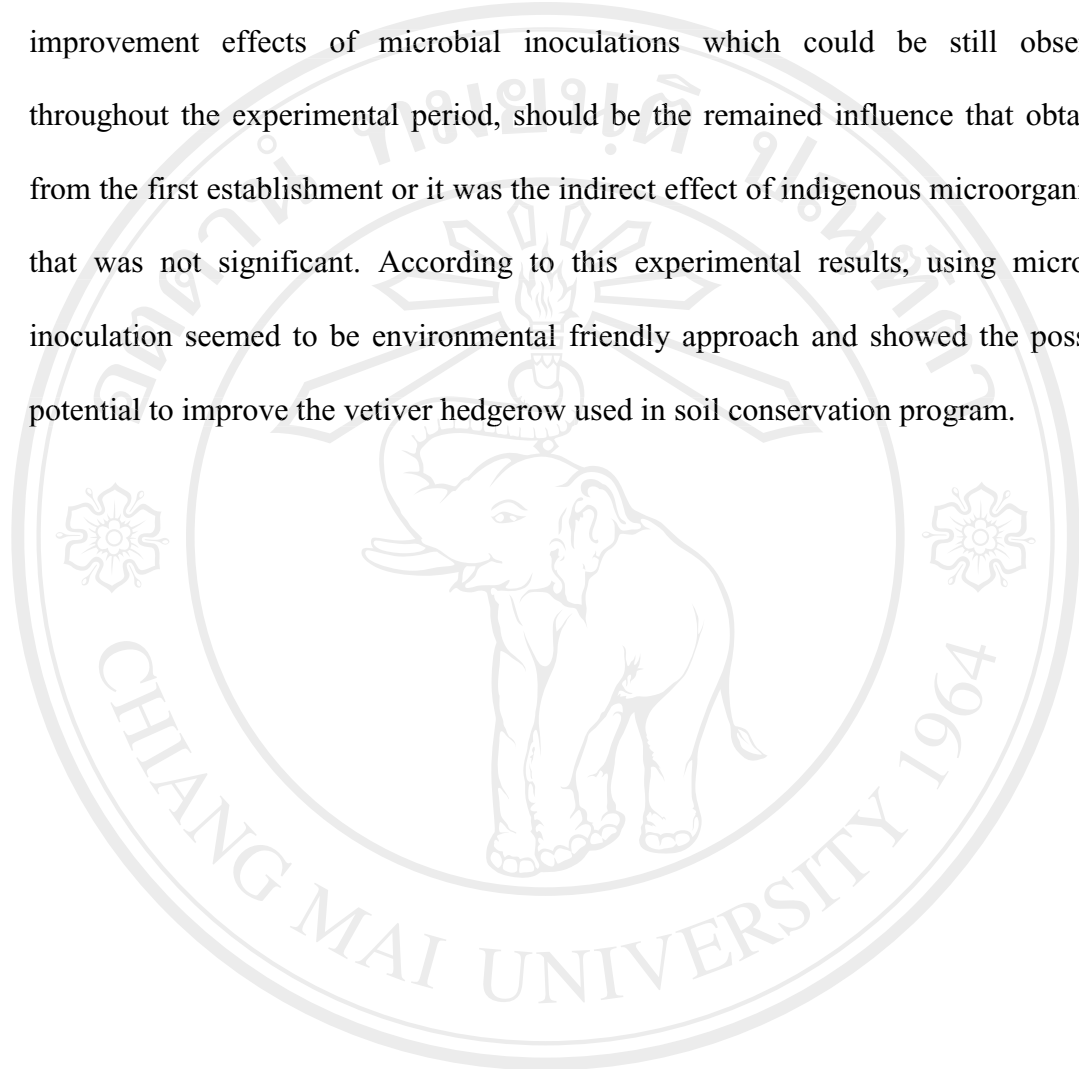 improvement effects of microbial inoculations which could be still obse
throughout the experimental period, should be the remained influence that obta
from the first establishment or it was the indirect effect of indigenous microorgan
that was not significant. According to this experimental results, using micro
inoculation seemed to be environmental friendly approach and showed the poss
potential to improve the vetiver hedgerow used in soil conservation program.
CHIANG MAI UNIVERSITY 1964